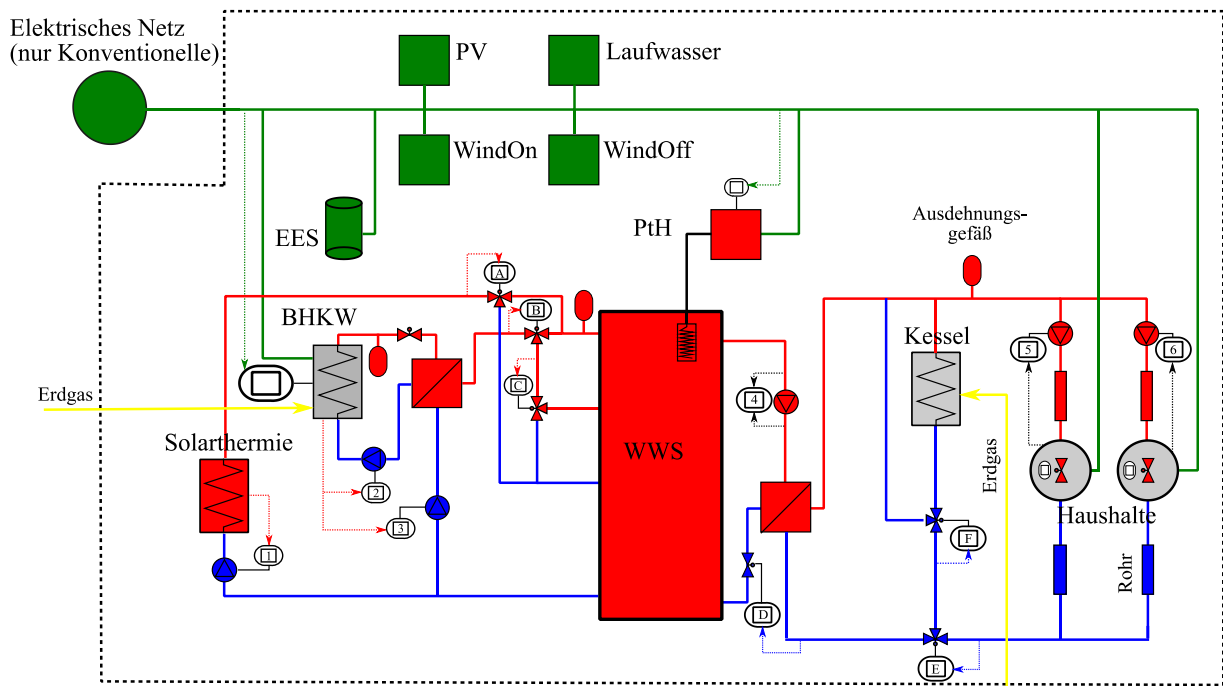 Elektrisches Netz
(nur Konventionelle)
PV
Laufwasser
WindOn
WindOff
EES
PtH
Ausdehnungs-
gefäß
A
B
BHKW
Kessel
5
6
C
4
Erdgas
Solarthermie
WWS
Erdgas
2
3
1
Haushalte
F
Rohr
D
E